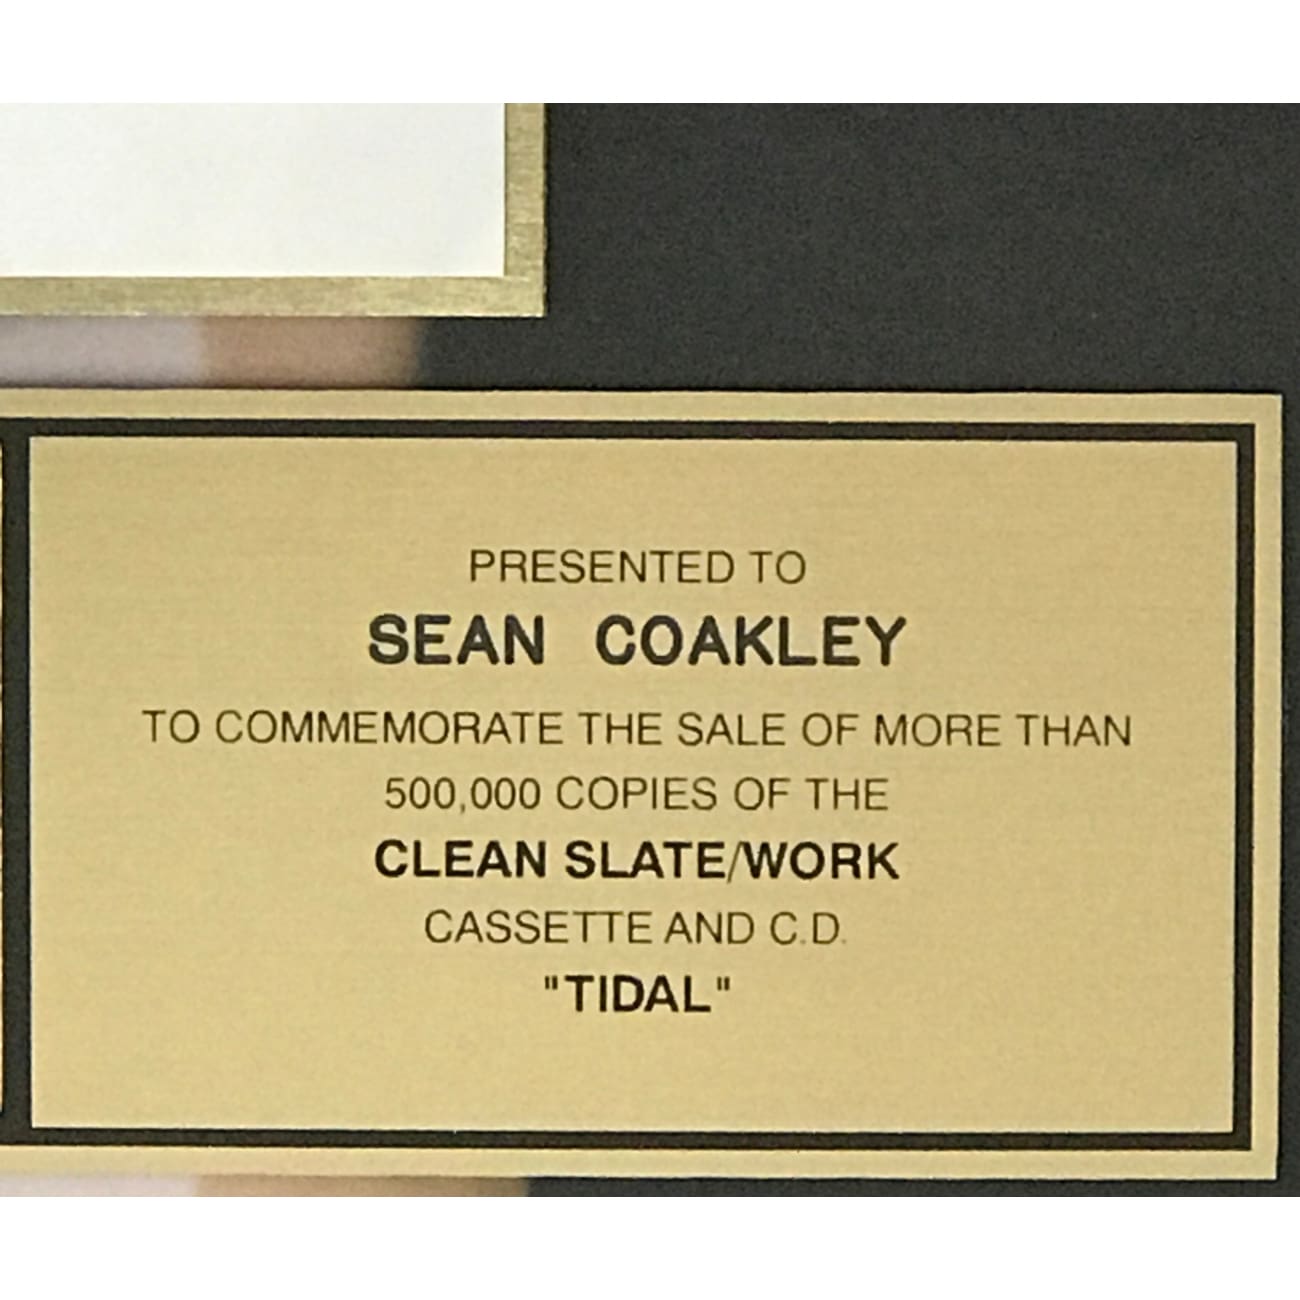 PRESENTED TO
SEAN COAKLEY
TO COMMEMORATE THE SALE OF MORE THAN
500,000 COPIES OF THE
CLEAN SLATE/WORK
CASSETTE AND C.D.
"TIDAL"